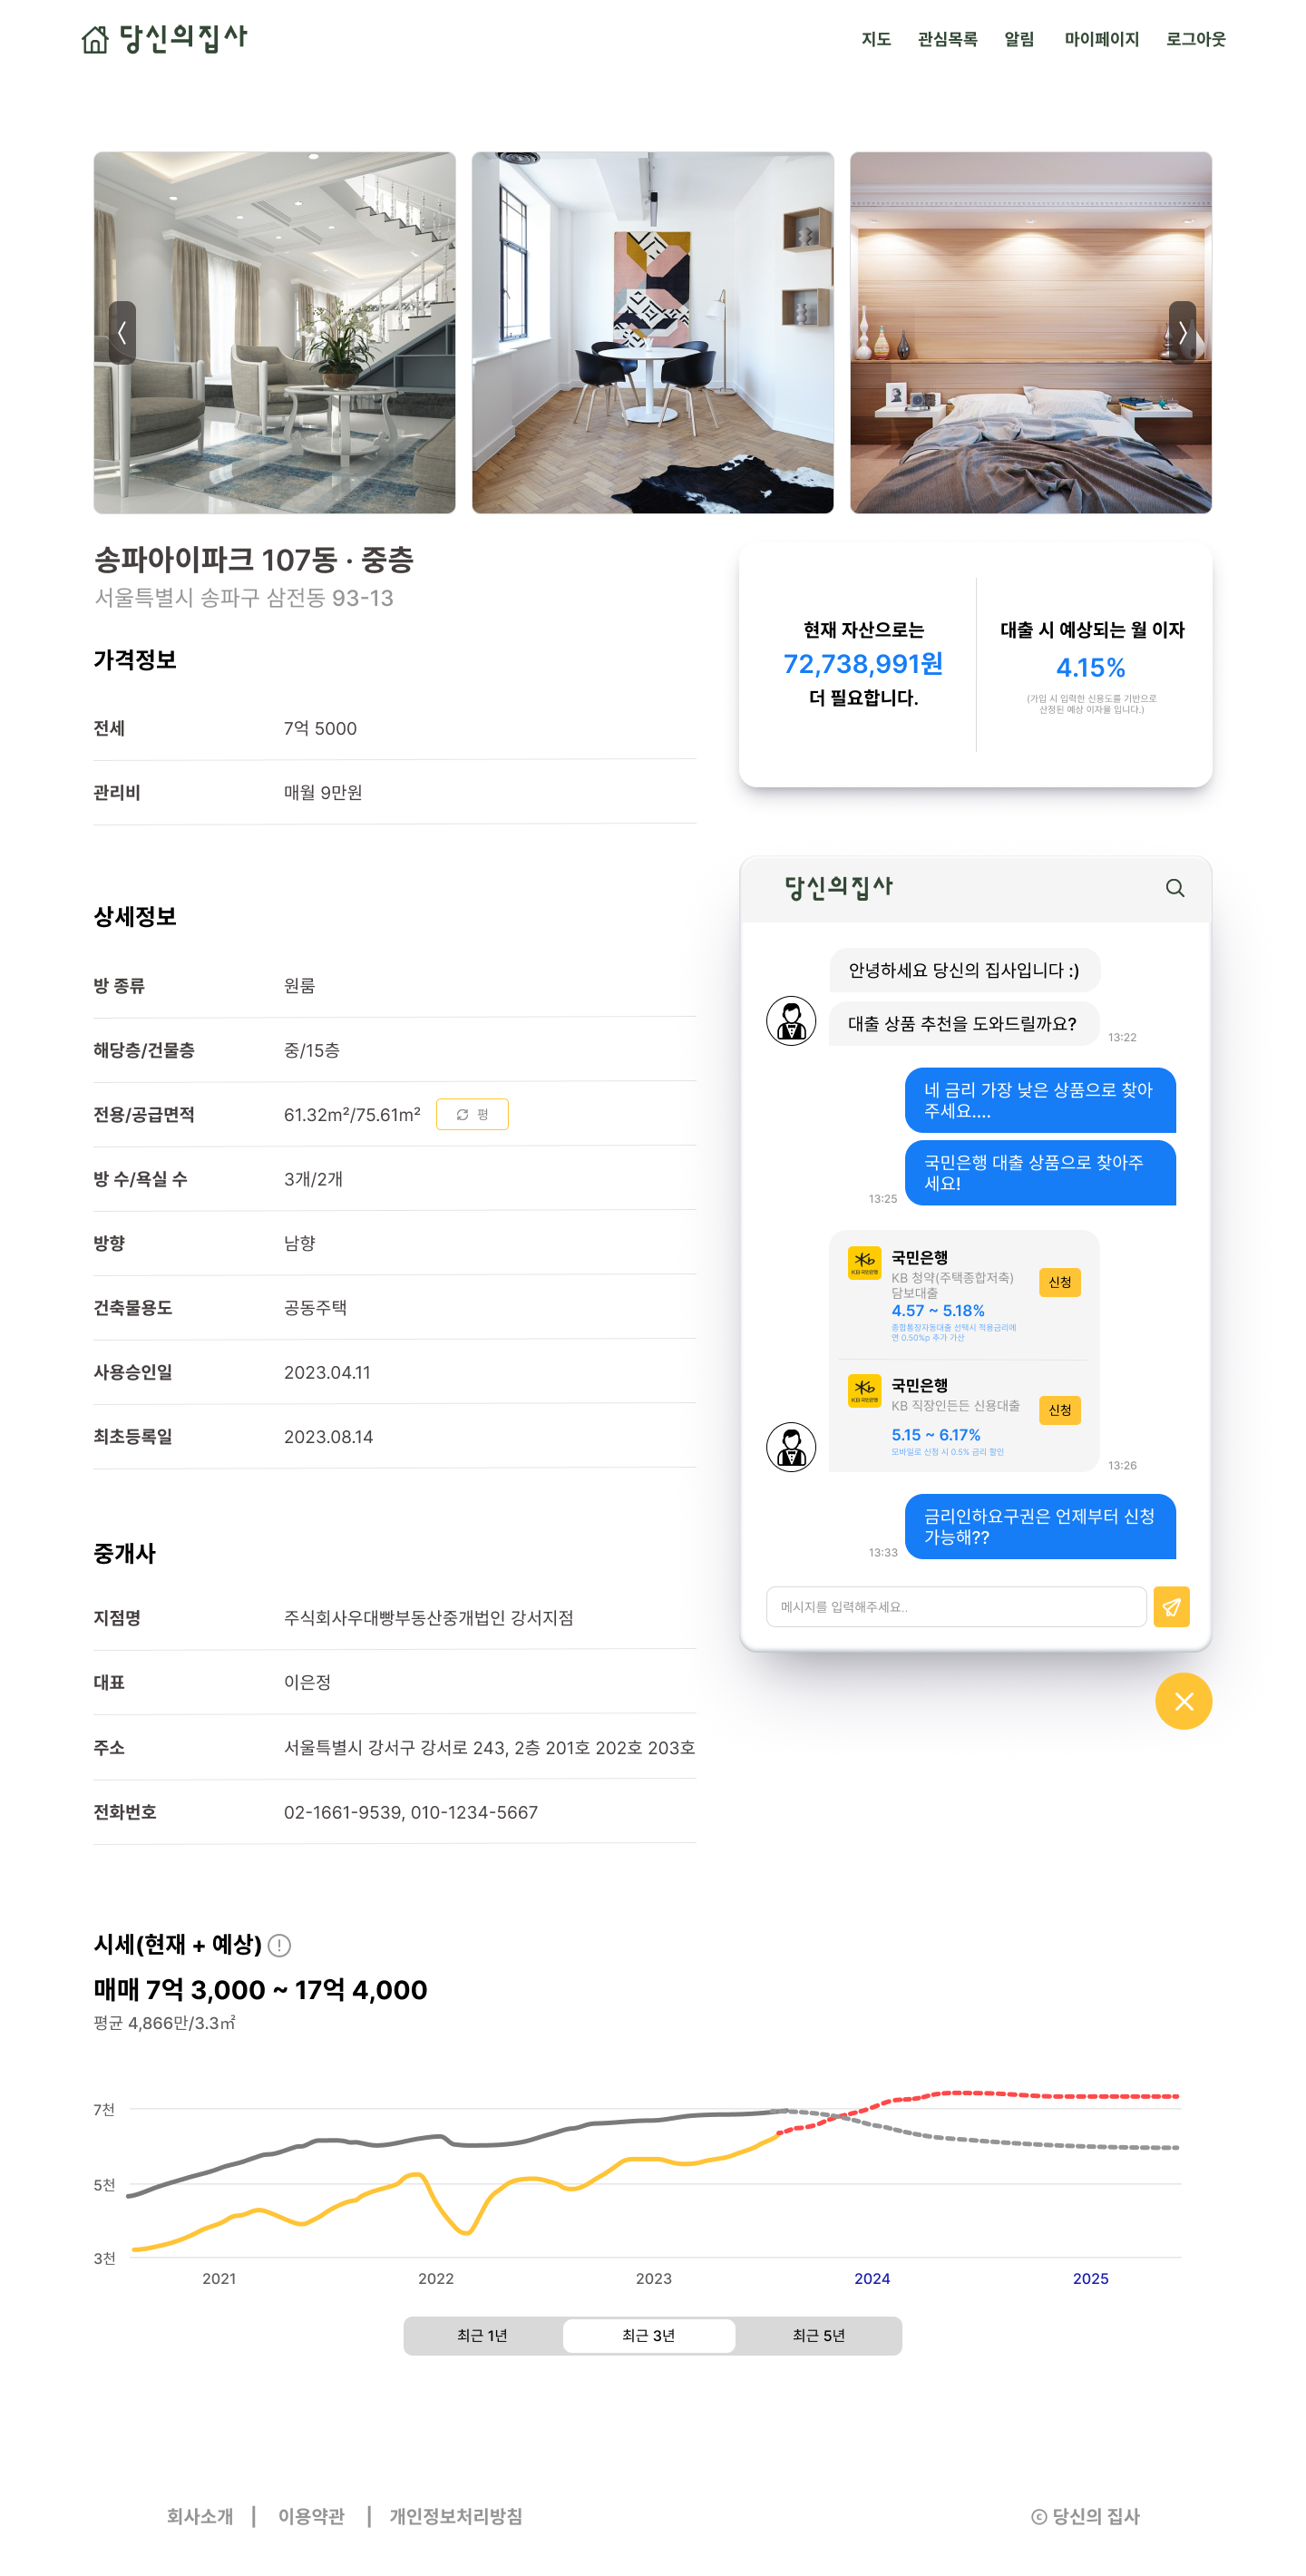 당신의집사
지도 관심목록 알림 마이페이지 로그아웃
송파아이파크 107동 · 중층
서울특별시 송파구 삼전동 93-13
가격정보
전세 7억 5000
관리비 매월 9만원
현재 자산으로는
72,738,991원
더 필요합니다.
대출 시 예상되는 월 이자
4.15%
(가입 시 입력한 신용도를 기반으로
산정된 예상 이자율 입니다.)
상세정보
방 종류 원룸
해당층/건물층 중/15층
전용/공급면적 61.32m²/75.61m² 평
방 수/욕실 수 3개/2개
방향 남향
건축물용도 공동주택
사용승인일 2023.04.11
최초등록일 2023.08.14
중개사
지점명 주식회사우대빵부동산중개법인 강서지점
대표 이은정
주소 서울특별시 강서구 강서로 243, 2층 201호 202호 203호
전화번호 02-1661-9539, 010-1234-5667
당신의집사
안녕하세요 당신의 집사입니다 :)
대출 상품 추천을 도와드릴까요?
13:22
네 금리 가장 낮은 상품으로 찾아
주세요....
국민은행 대출 상품으로 찾아주
세요!
13:25
KB 국민은행
국민은행
KB 청약(주택종합저축)
담보대출
4.57 ~ 5.18%
종합통장자동대출 선택시 적용금리에
연 0.50%p 추가 가산
신청
KB 국민은행
국민은행
KB 직장인든든 신용대출
5.15 ~ 6.17%
모바일로 신청 시 0.5% 금리 할인
신청
13:26
금리인하요구권은 언제부터 신청
가능해??
13:33
메시지를 입력해주세요..
시세(현재 + 예상)
매매 7억 3,000 ~ 17억 4,000
평균 4,866만/3.3㎡
7천
5천
3천
2021 2022 2023 2024 2025
최근 1년 최근 3년 최근 5년
회사소개 | 이용약관 | 개인정보처리방침
ⓒ 당신의 집사